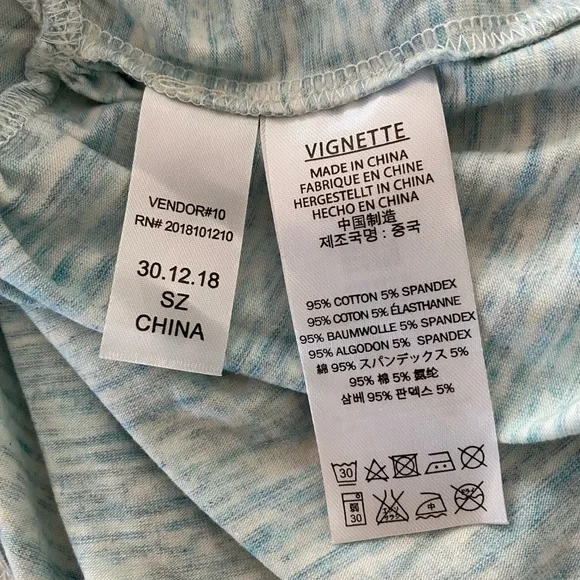 VENDOR#10
RN# 2018101210
30.12.18
SZ
CHINA
VIGNETTE
MADE IN CHINA
FABRIQUE EN CHINE
HERGESTELLT IN CHINA
HECHO EN CHINA
中国制造
제조국명 : 중국
95% COTTON 5% SPANDEX
95% COTON 5% ÉLASTHANNE
95% BAUMWOLLE 5% SPANDEX
95% ALGODON 5% SPANDEX
綿 95% スパンデックス 5%
95% 棉 5% 氨纶
삼베 95% 판덱스 5%
30
弱
30